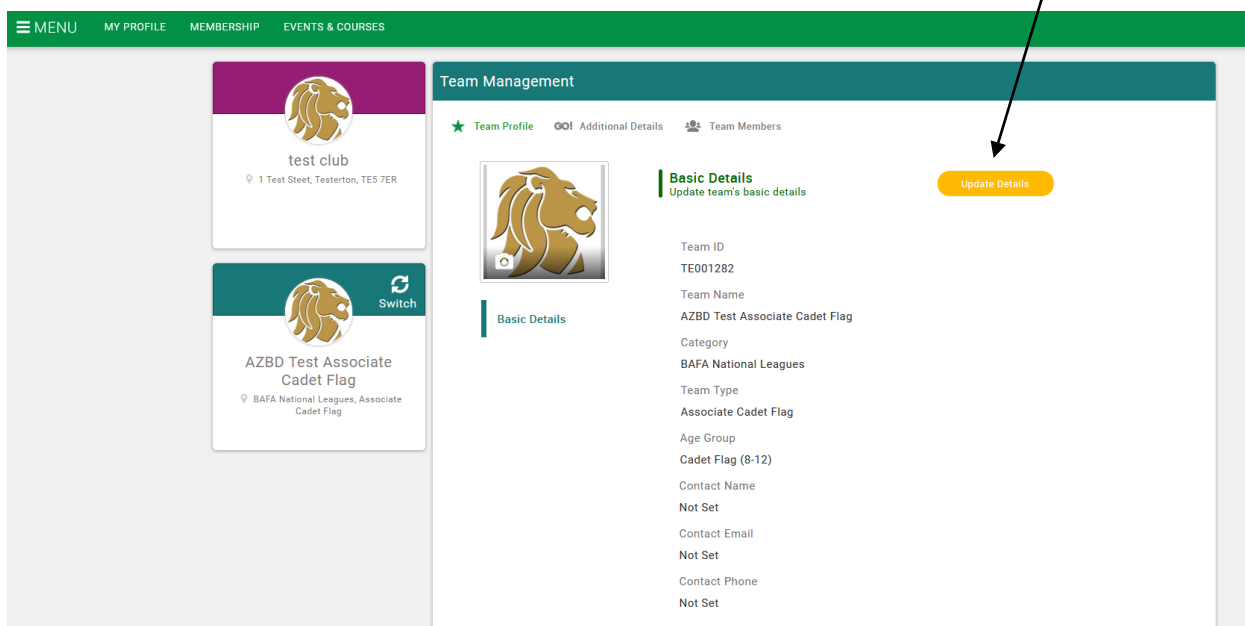 MENU MY PROFILE MEMBERSHIP EVENTS & COURSES
test club
1 Test Steet, Testerton, TE5 7ER
Switch
AZBD Test Associate
Cadet Flag
BAFA National Leagues, Associate
Cadet Flag
Team Management
Team Profile GO! Additional Details Team Members
Basic Details
Basic Details
Update team's basic details
Update Details
Team ID
TE001282
Team Name
AZBD Test Associate Cadet Flag
Category
BAFA National Leagues
Team Type
Associate Cadet Flag
Age Group
Cadet Flag (8-12)
Contact Name
Not Set
Contact Email
Not Set
Contact Phone
Not Set